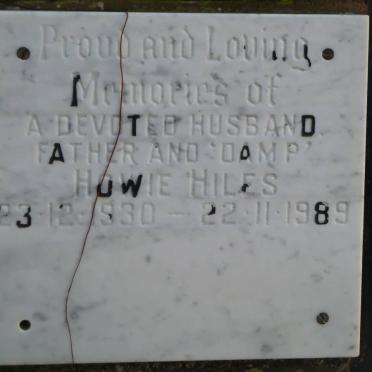 Proud and Loving
Memories of
A DEVOTED HUSBAND
FATHER AND 'DAMP'
HOWIE HILES
23·12·1930 — 22·11·1989